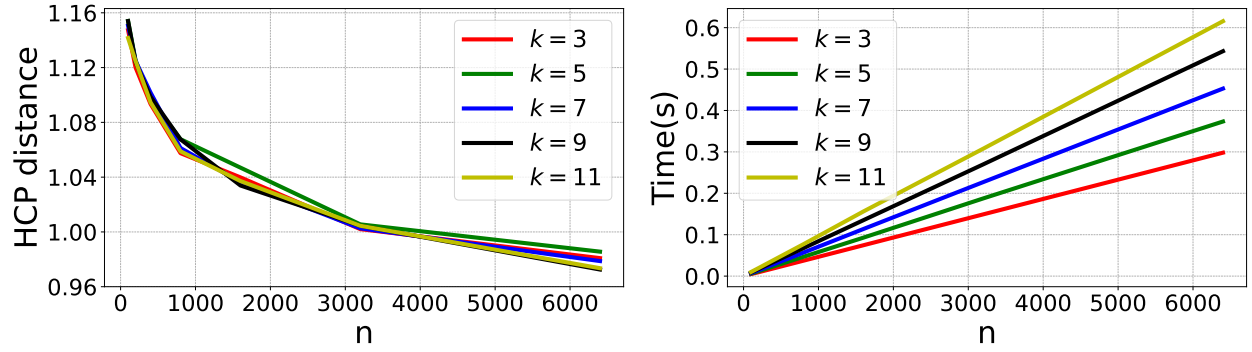 HCP distance
1.16
1.12
1.08
1.04
1.00
0.96
k = 3
k = 5
k = 7
k = 9
k = 11
0 1000 2000 3000 4000 5000 6000
n
Time(s)
0.6
0.5
0.4
0.3
0.2
0.1
0.0
k = 3
k = 5
k = 7
k = 9
k = 11
0 1000 2000 3000 4000 5000 6000
n